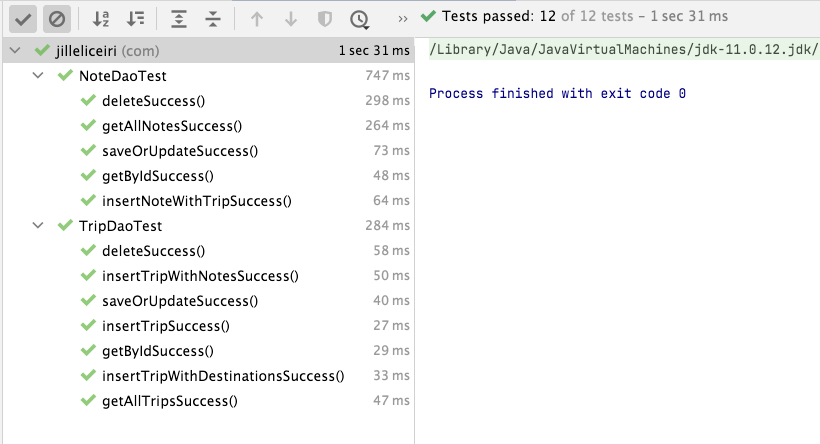 Tests passed: 12 of 12 tests – 1 sec 31 ms
jilleliceiri (com) 1 sec 31 ms
NoteDaoTest 747 ms
deleteSuccess() 298 ms
getAllNotesSuccess() 264 ms
saveOrUpdateSuccess() 73 ms
getByIdSuccess() 48 ms
insertNoteWithTripSuccess() 64 ms
TripDaoTest 284 ms
deleteSuccess() 58 ms
insertTripWithNotesSuccess() 50 ms
saveOrUpdateSuccess() 40 ms
insertTripSuccess() 27 ms
getByIdSuccess() 29 ms
insertTripWithDestinationsSuccess() 33 ms
getAllTripsSuccess() 47 ms
/Library/Java/JavaVirtualMachines/jdk-11.0.12.jdk/
Process finished with exit code 0